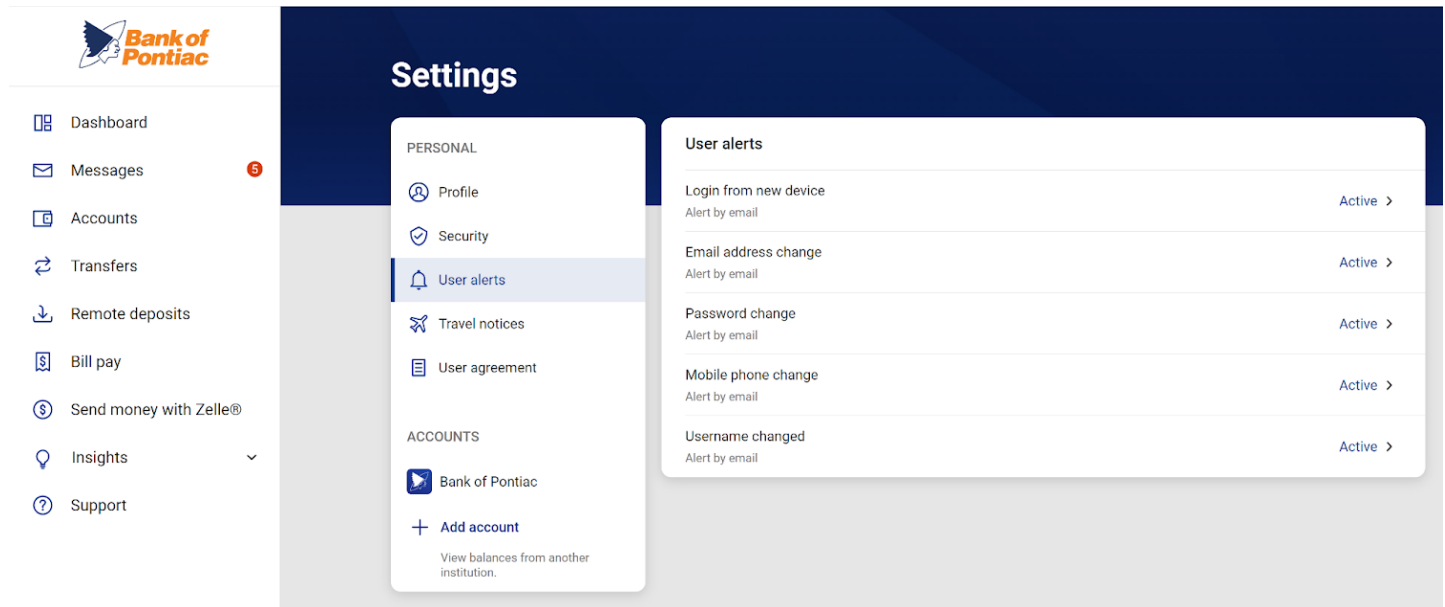 Bank of
Pontiac
Dashboard
Messages
5
Accounts
Transfers
Remote deposits
Bill pay
Send money with Zelle®
Insights
Support
Settings
PERSONAL
Profile
Security
User alerts
Travel notices
User agreement
ACCOUNTS
Bank of Pontiac
Add account
View balances from another
institution.
User alerts
Login from new device
Alert by email
Active
Email address change
Alert by email
Active
Password change
Alert by email
Active
Mobile phone change
Alert by email
Active
Username changed
Alert by email
Active